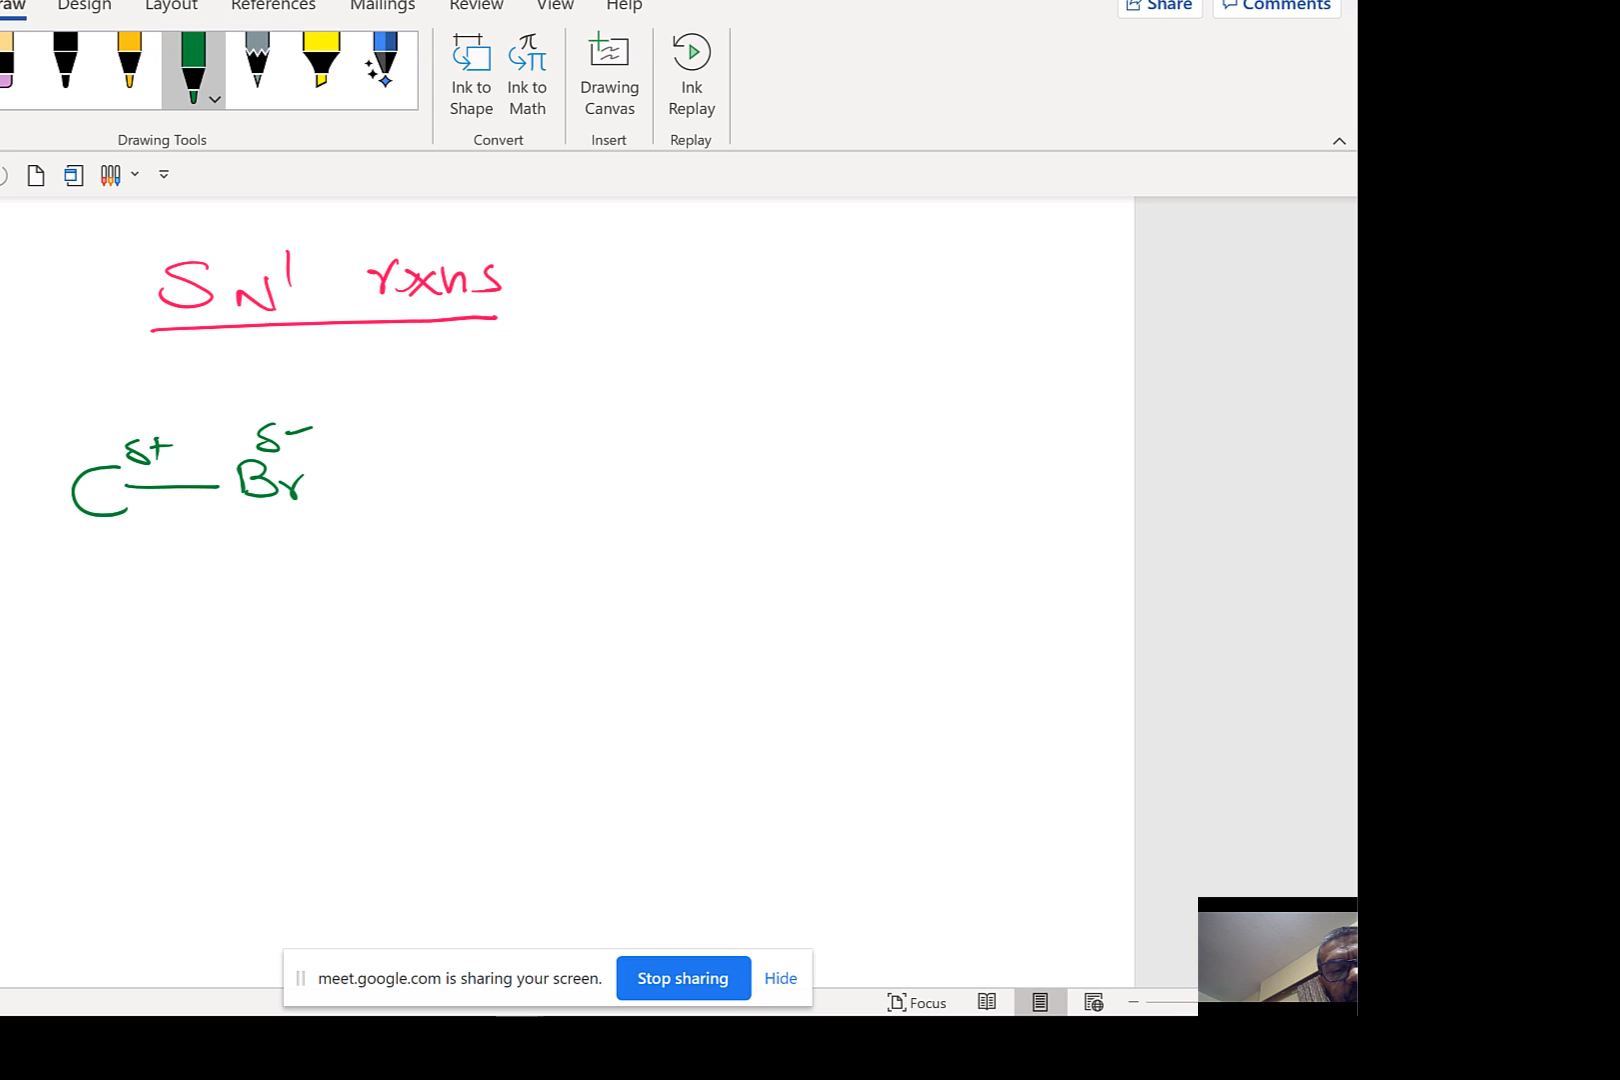 aw Design Layout References Mailings Review View Help Share Comments
Ink to Shape Ink to Math Drawing Canvas Ink Replay
Drawing Tools Convert Insert Replay
SN1 rxns
δ+ δ-
C — Br
meet.google.com is sharing your screen. Stop sharing Hide
Focus